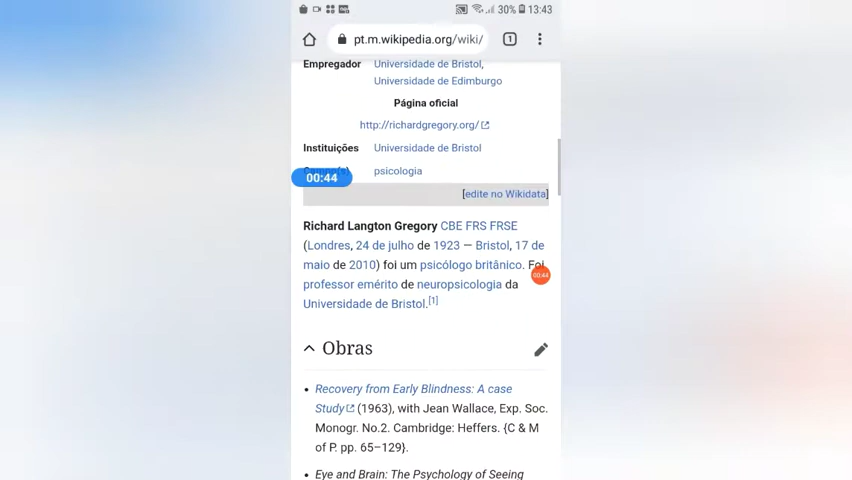 30% 13:43
pt.m.wikipedia.org/wiki/ 1
Empregador Universidade de Bristol,
Universidade de Edimburgo
Página oficial
http://richardgregory.org/
Instituições Universidade de Bristol
psicologia
00:44
[edite no Wikidata]
Richard Langton Gregory CBE FRS FRSE
(Londres, 24 de julho de 1923 — Bristol, 17 de
maio de 2010) foi um psicólogo britânico. Foi
00:44
professor emérito de neuropsicologia da
Universidade de Bristol.[1]
Obras
• Recovery from Early Blindness: A case
Study (1963), with Jean Wallace, Exp. Soc.
Monogr. No.2. Cambridge: Heffers. {C & M
of P. pp. 65–129}.
• Eye and Brain: The Psychology of Seeing